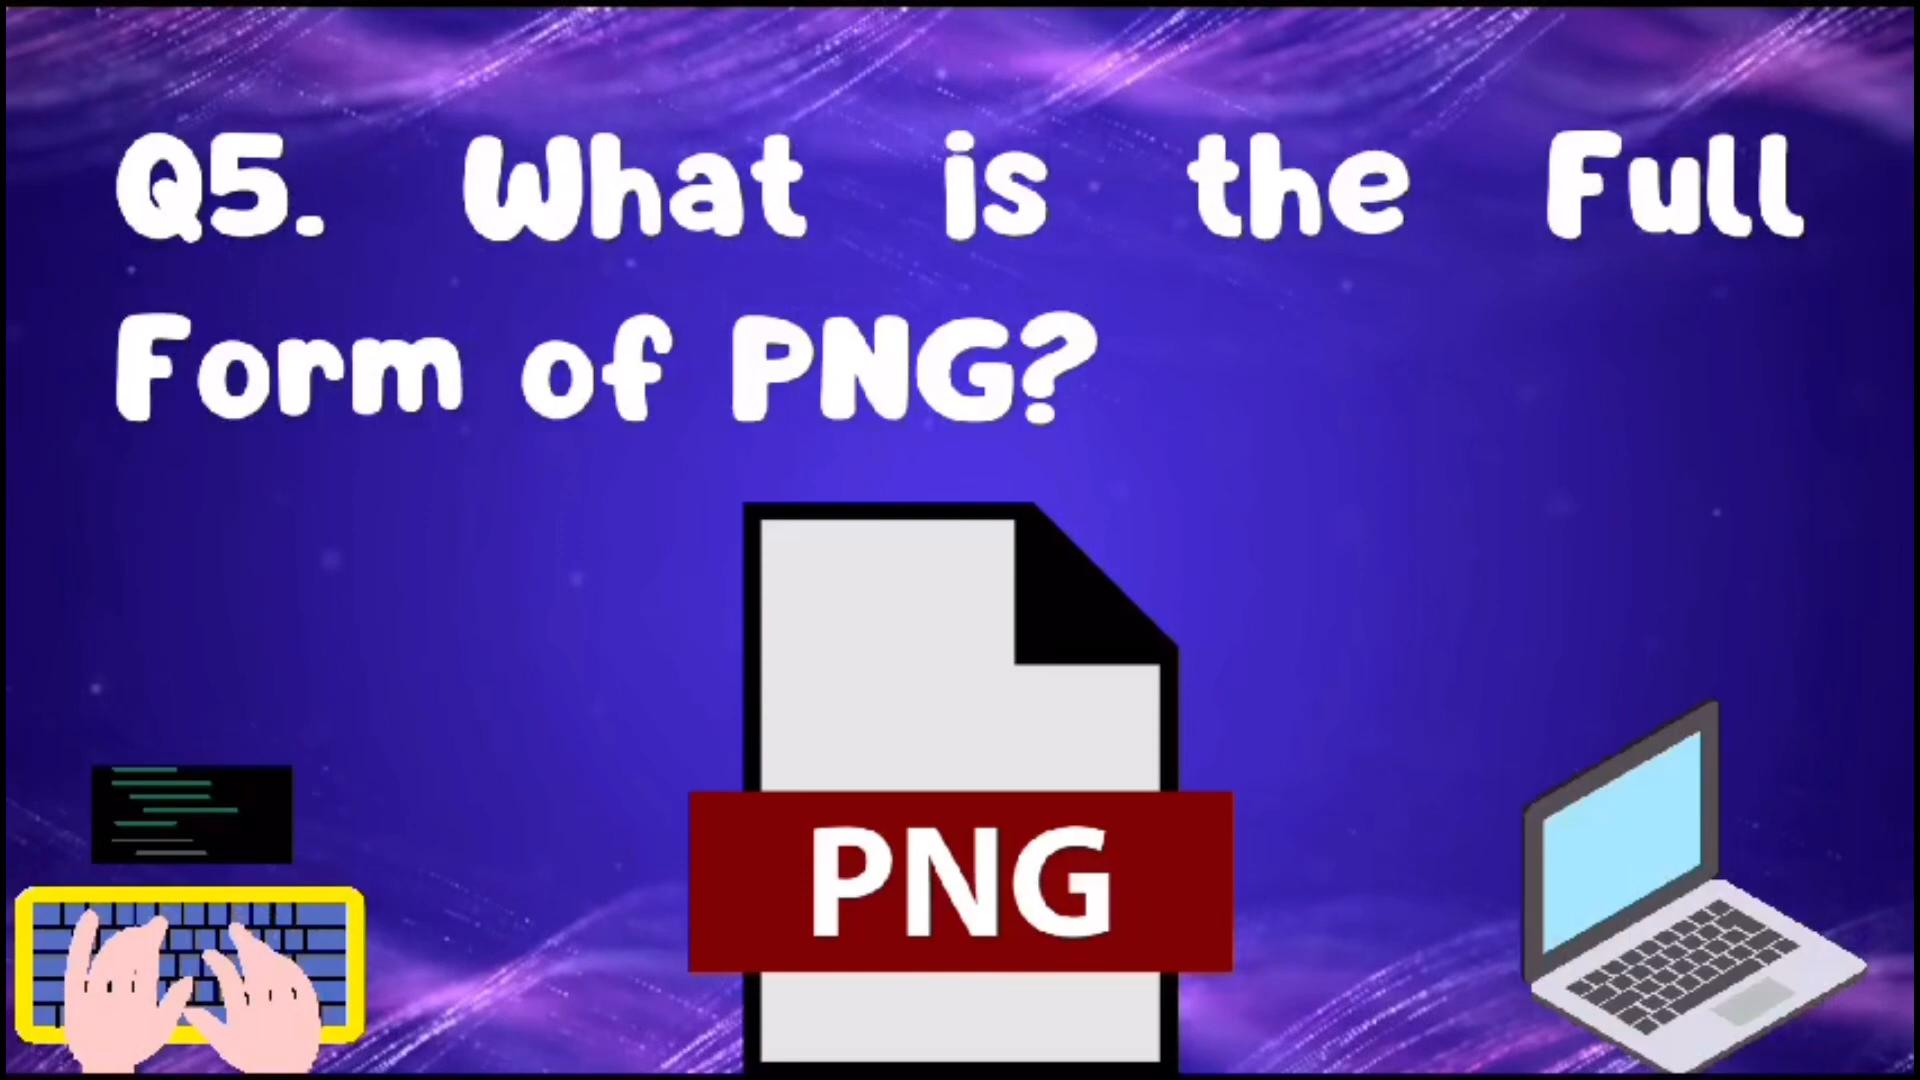 Q5. What is the Full
Form of PNG?
PNG